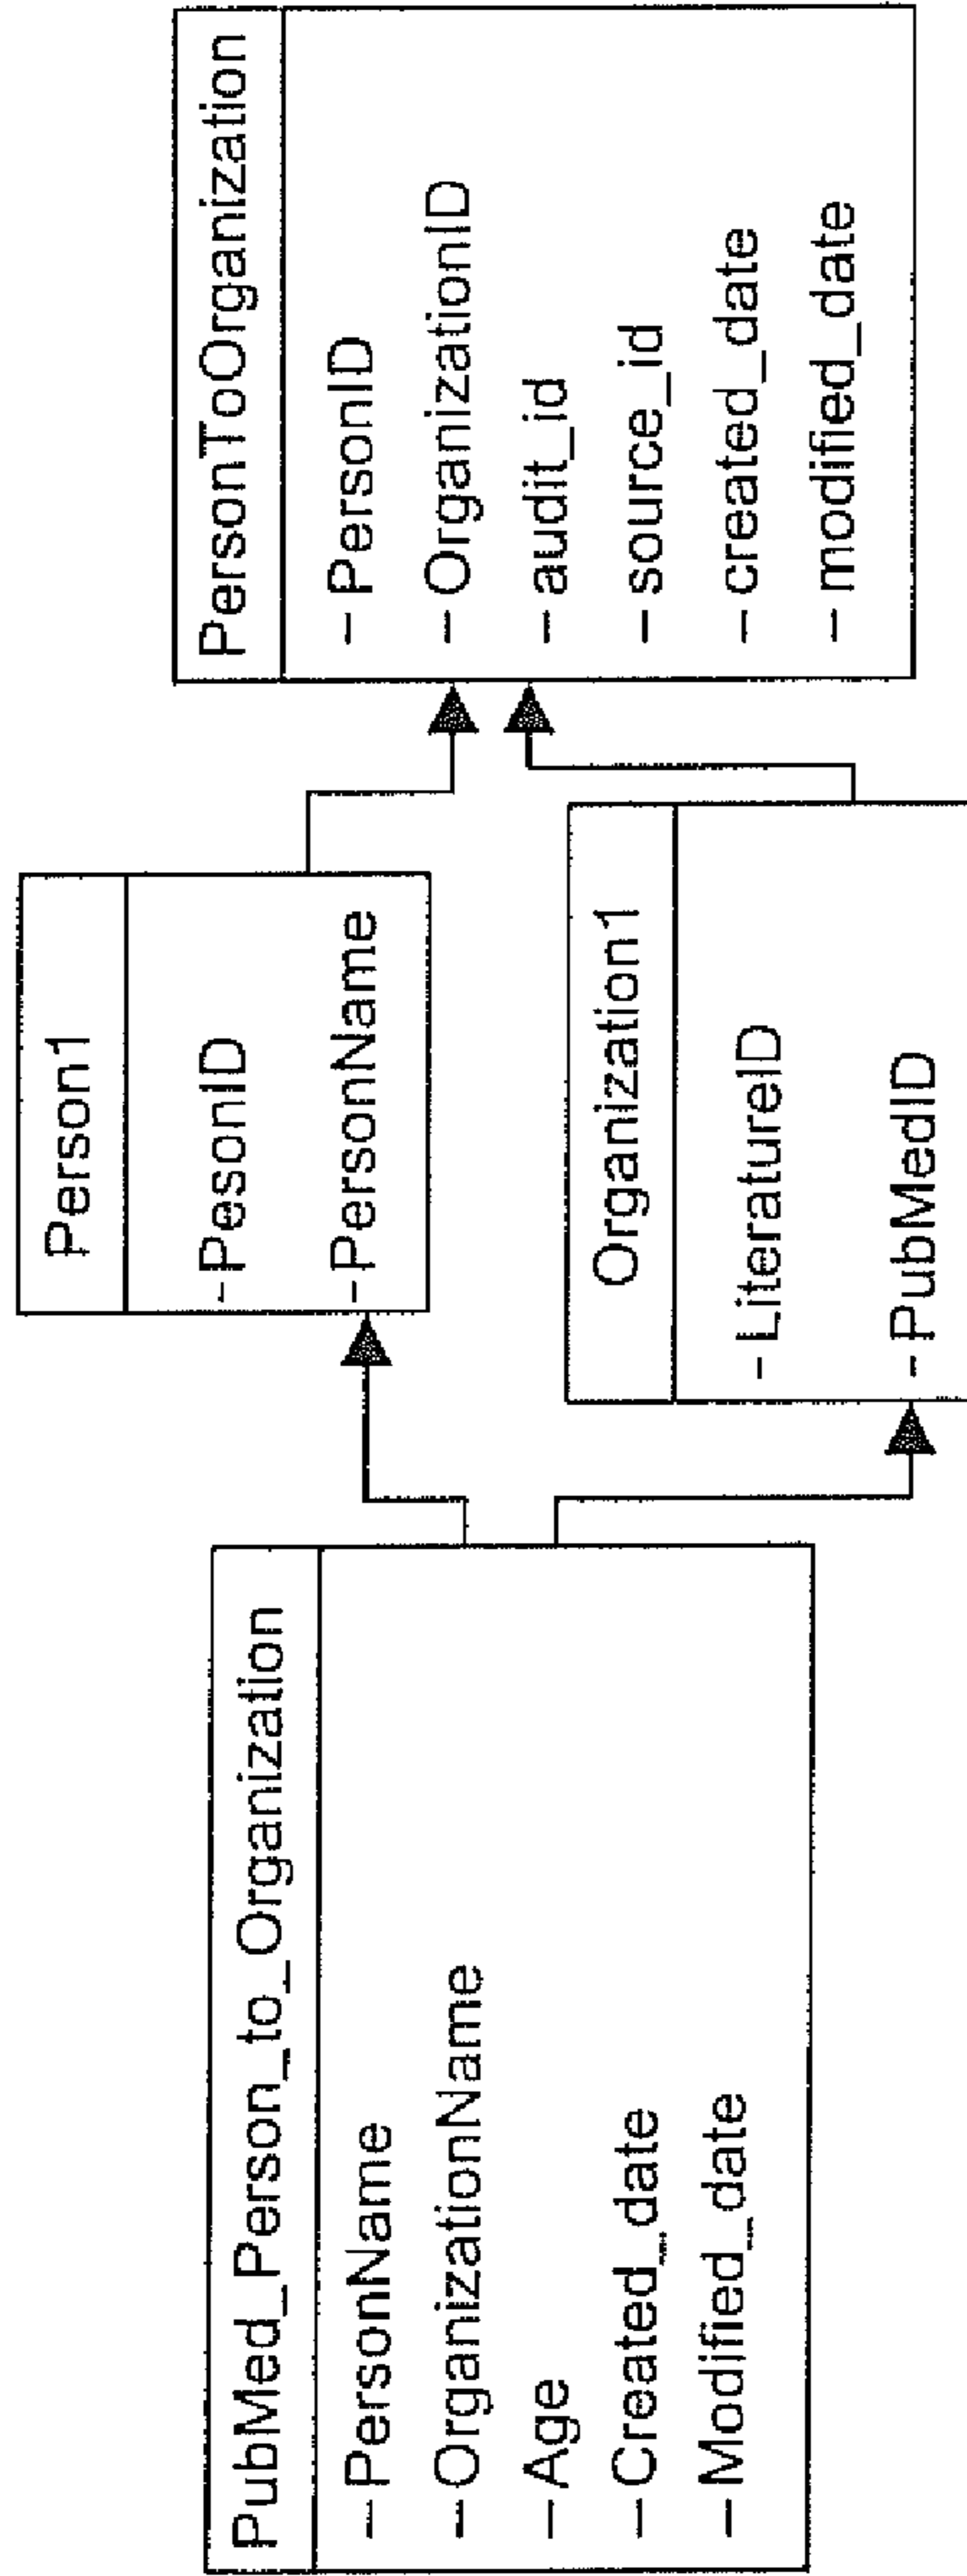 PubMed_Person_to_Organization
– PersonName
– OrganizationName
– Age
– Created_date
– Modified_date
Person1
- PesonID
- PersonName
Organization1
- LiteratureID
- PubMedID
PersonToOrganization
– PersonID
– OrganizationID
– audit_id
– source_id
– created_date
– modified_date